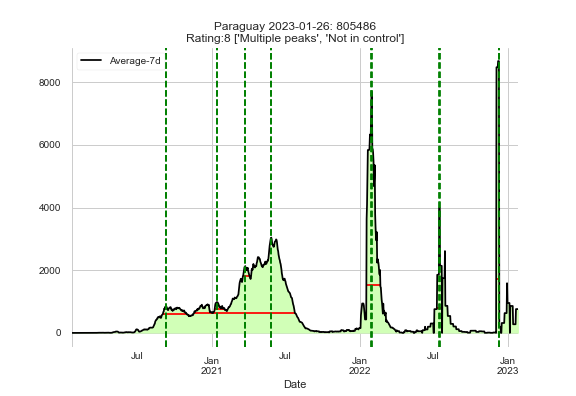 Paraguay 2023-01-26: 805486
Rating:8 ['Multiple peaks', 'Not in control']
Average-7d
8000
6000
4000
2000
0
Jul
Jan
2021
Jul
Jan
2022
Jul
Jan
2023
Date